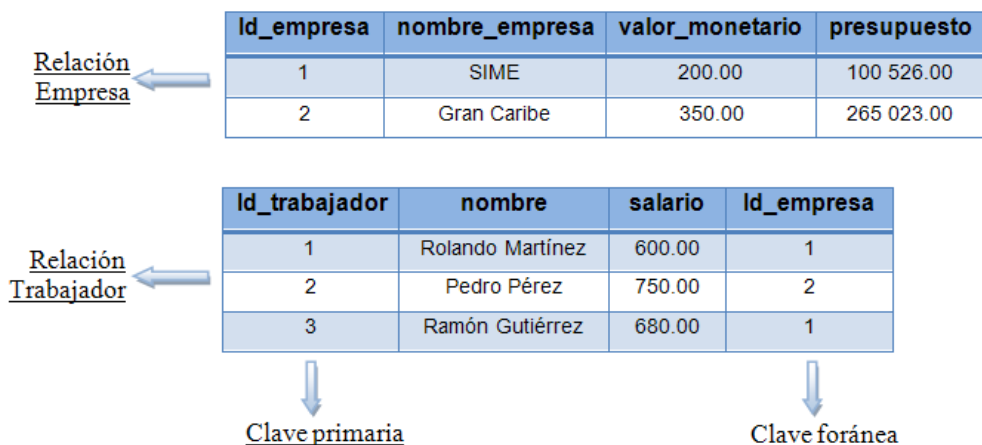 Id_empresa nombre_empresa valor_monetario presupuesto
1 SIME 200.00 100 526.00
2 Gran Caribe 350.00 265 023.00
Relación
Empresa
Id_trabajador nombre salario Id_empresa
1 Rolando Martínez 600.00 1
2 Pedro Pérez 750.00 2
3 Ramón Gutiérrez 680.00 1
Relación
Trabajador
Clave primaria
Clave foránea